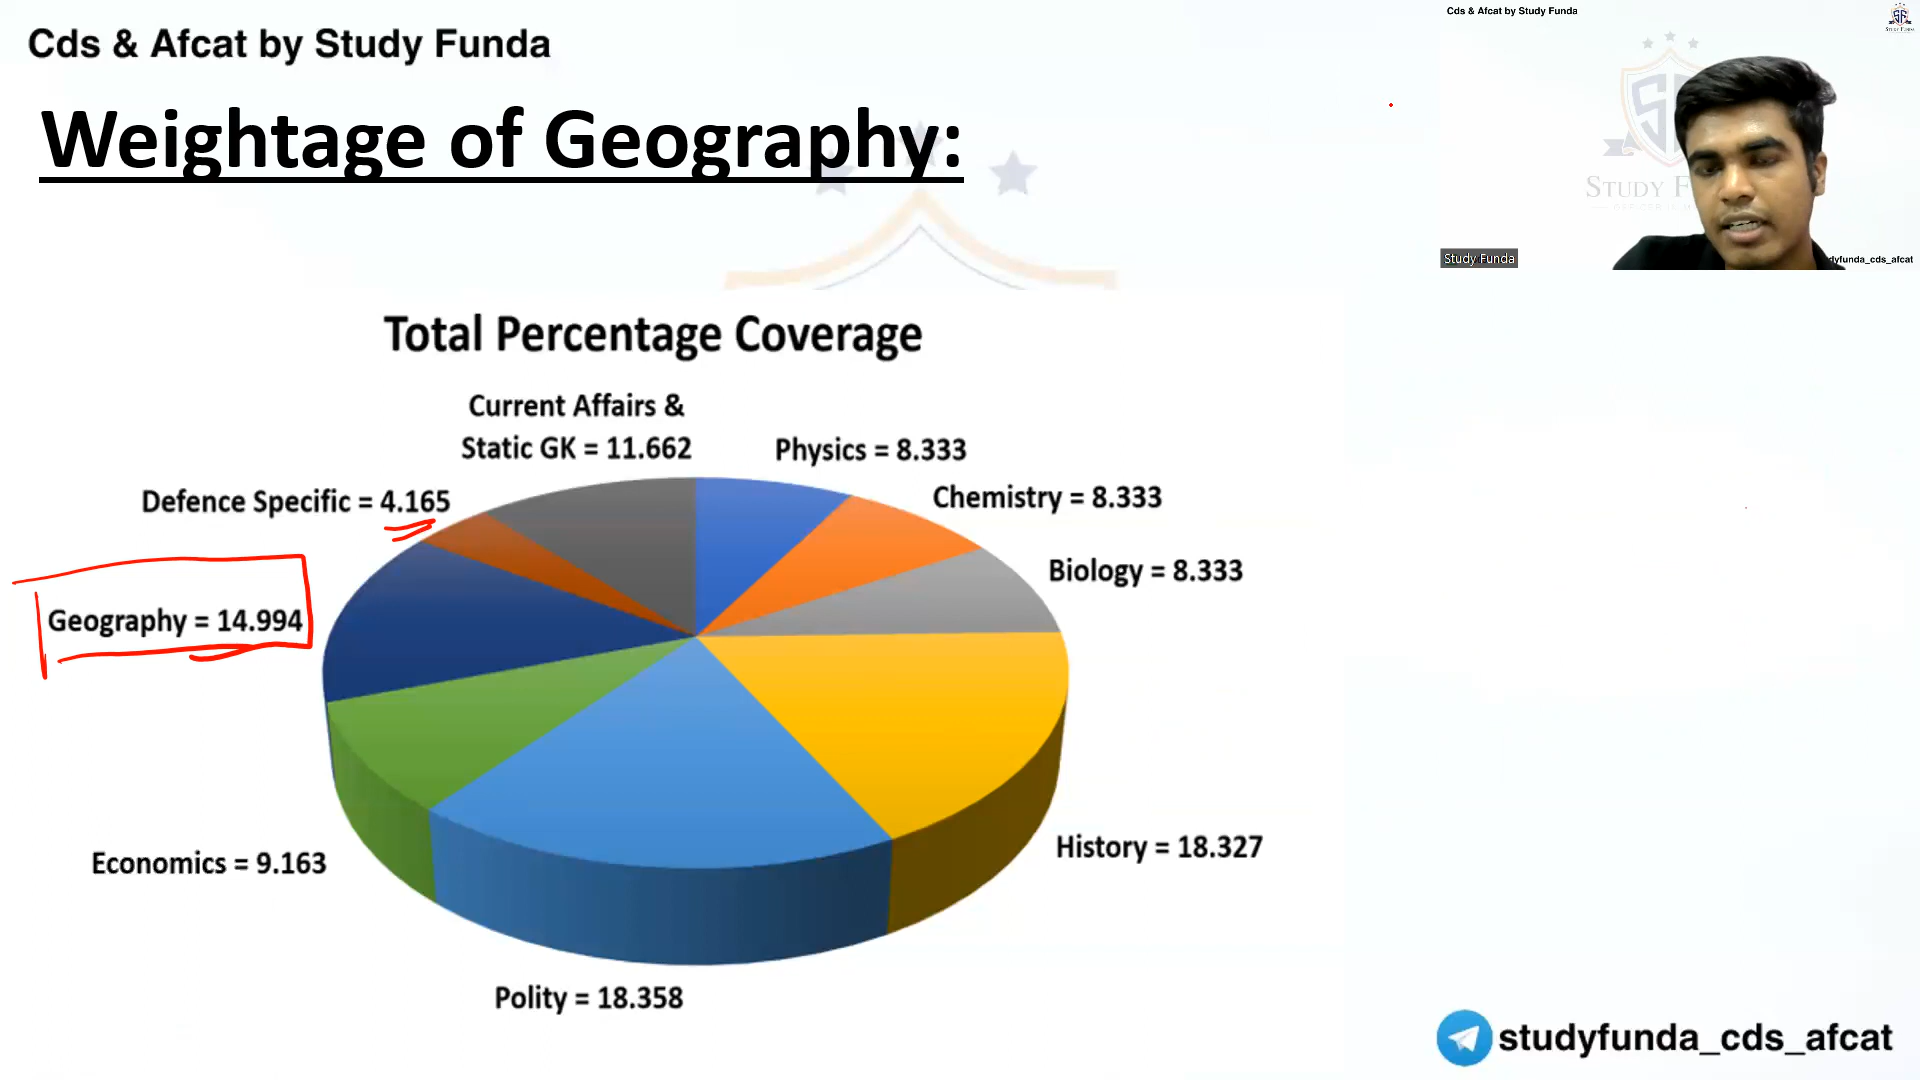 Cds & Afcat by Study Funda
Cds & Afcat by Study Funda
Weightage of Geography:
Study Funda
Total Percentage Coverage
Current Affairs &
Static GK = 11.662
Physics = 8.333
Defence Specific = 4.165
Chemistry = 8.333
Biology = 8.333
Geography = 14.994
History = 18.327
Economics = 9.163
Polity = 18.358
studyfunda_cds_afcat